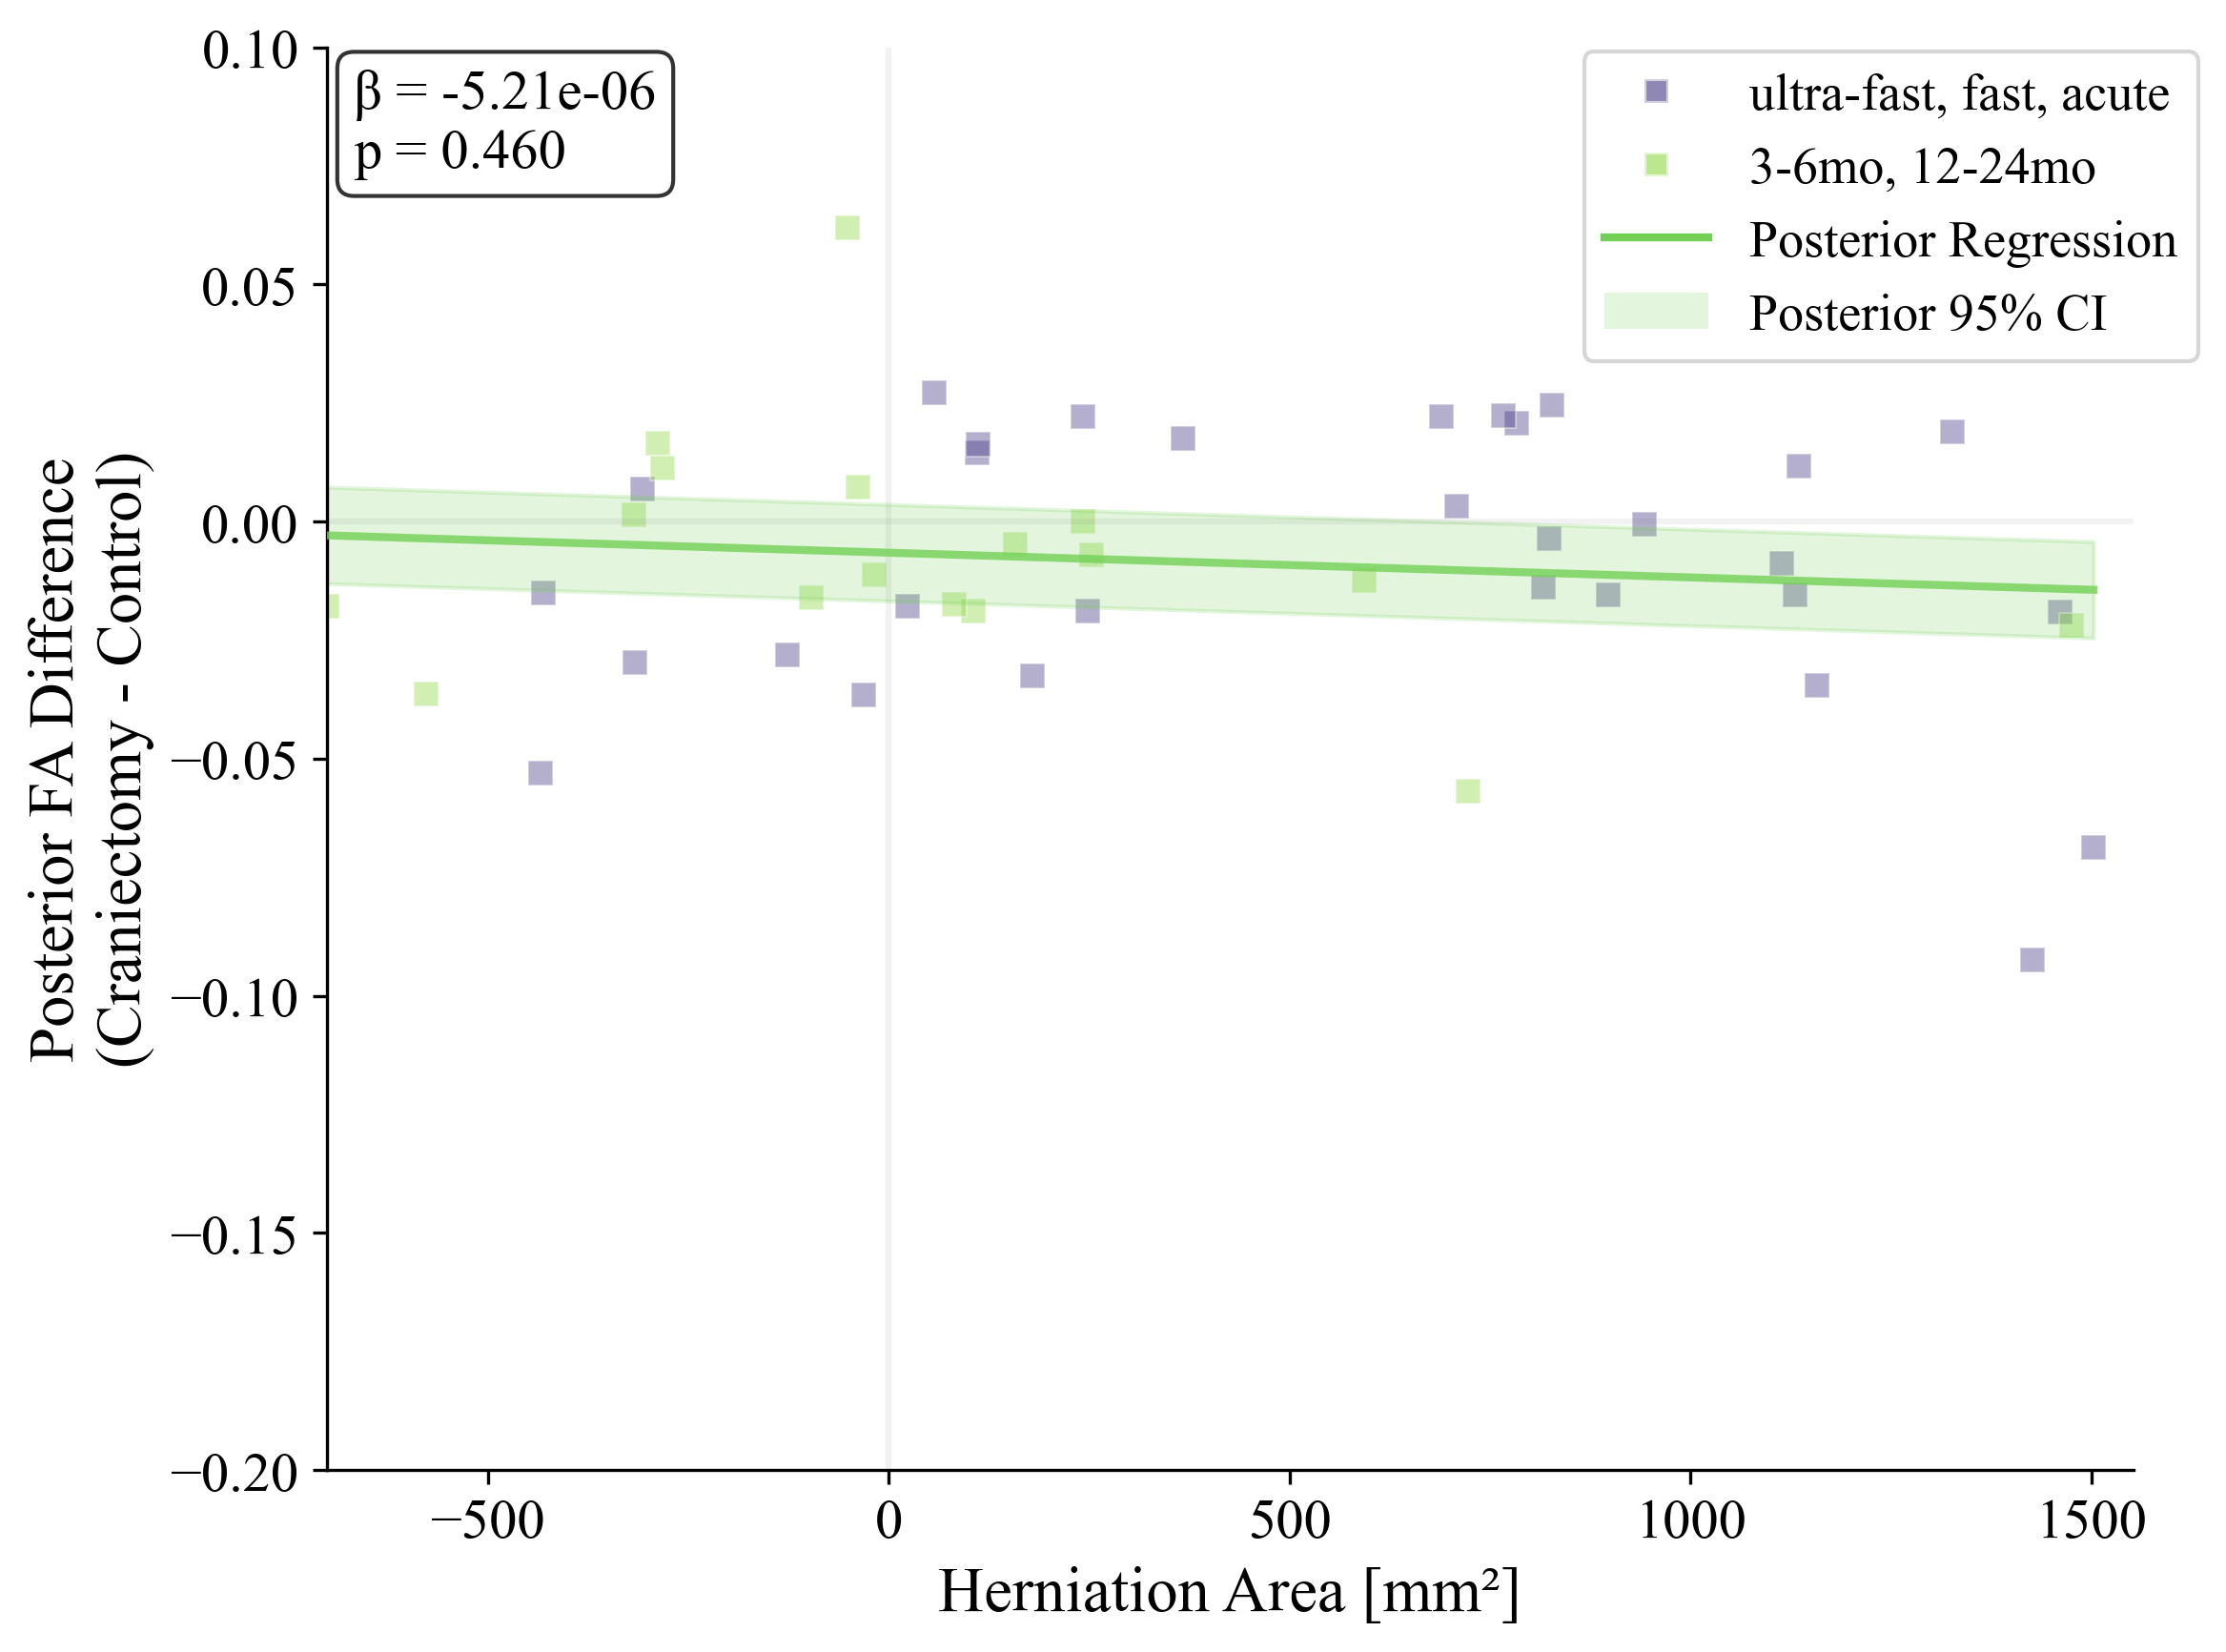 β = -5.21e-06
p = 0.460
ultra-fast, fast, acute
3-6mo, 12-24mo
Posterior Regression
Posterior 95% CI
0.10
0.05
0.00
−0.05
−0.10
−0.15
−0.20
Posterior FA Difference
(Craniectomy - Control)
−500
0
500
1000
1500
Herniation Area [mm²]